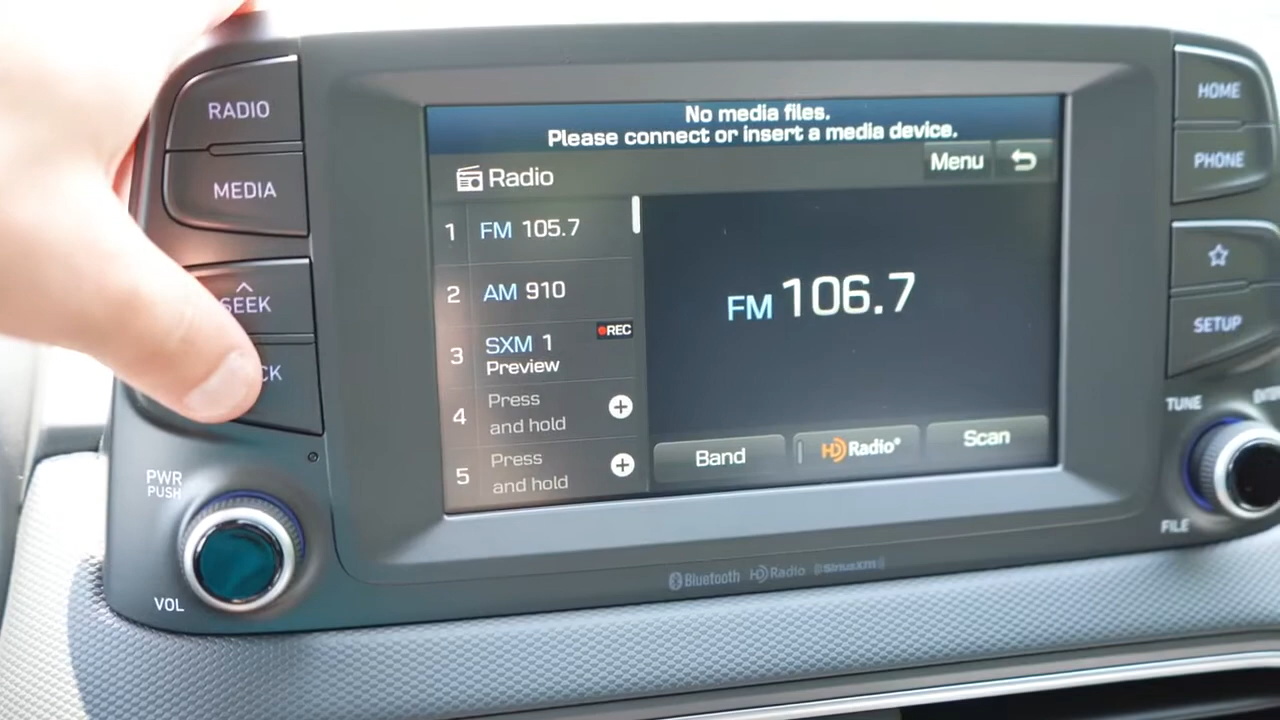 RADIO
MEDIA
SEEK
CK
PWR
PUSH
VOL
No media files.
Please connect or insert a media device.
Radio
Menu
1 FM 105.7
2 AM 910
3 SXM 1
REC
Preview
4 Press
and hold
5 Press
and hold
FM 106.7
Band
HD Radio®
Scan
Bluetooth HD Radio SiriusXM
HOME
PHONE
SETUP
TUNE
FILE